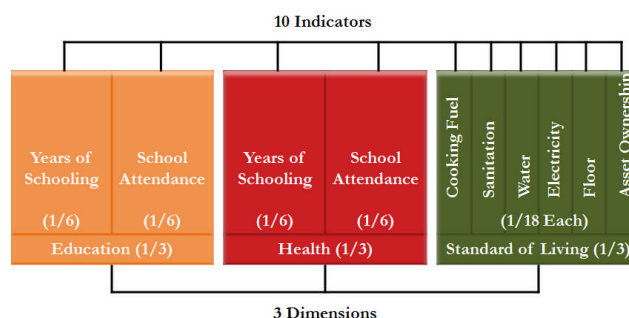 10 Indicators
Years of
Schooling
(1/6)
School
Attendance
(1/6)
Education (1/3)
Years of
Schooling
(1/6)
School
Attendance
(1/6)
Health (1/3)
Cooking Fuel
Sanitation
Water
Electricity
Floor
Asset Ownership
(1/18 Each)
Standard of Living (1/3)
3 Dimensions